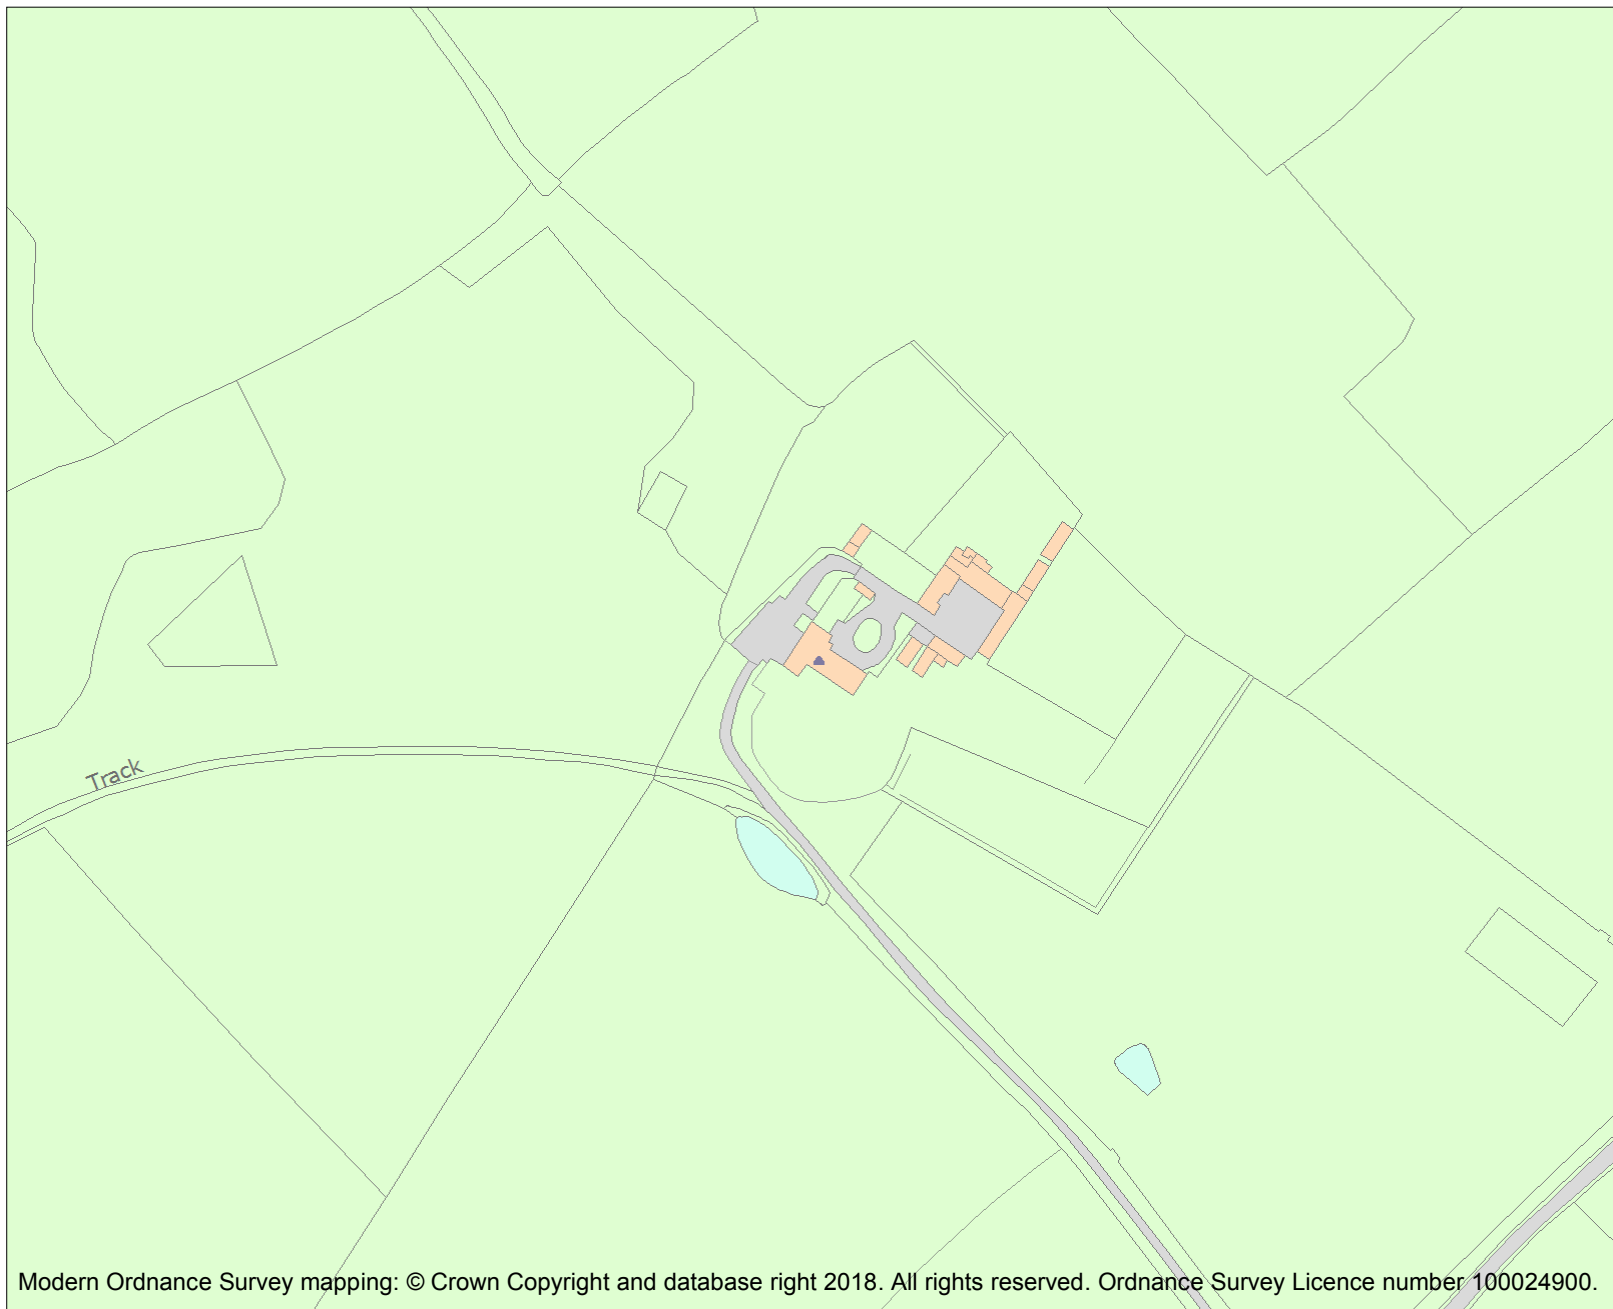 Track
Modern Ordnance Survey mapping: © Crown Copyright and database right 2018. All rights reserved. Ordnance Survey Licence number 100024900.